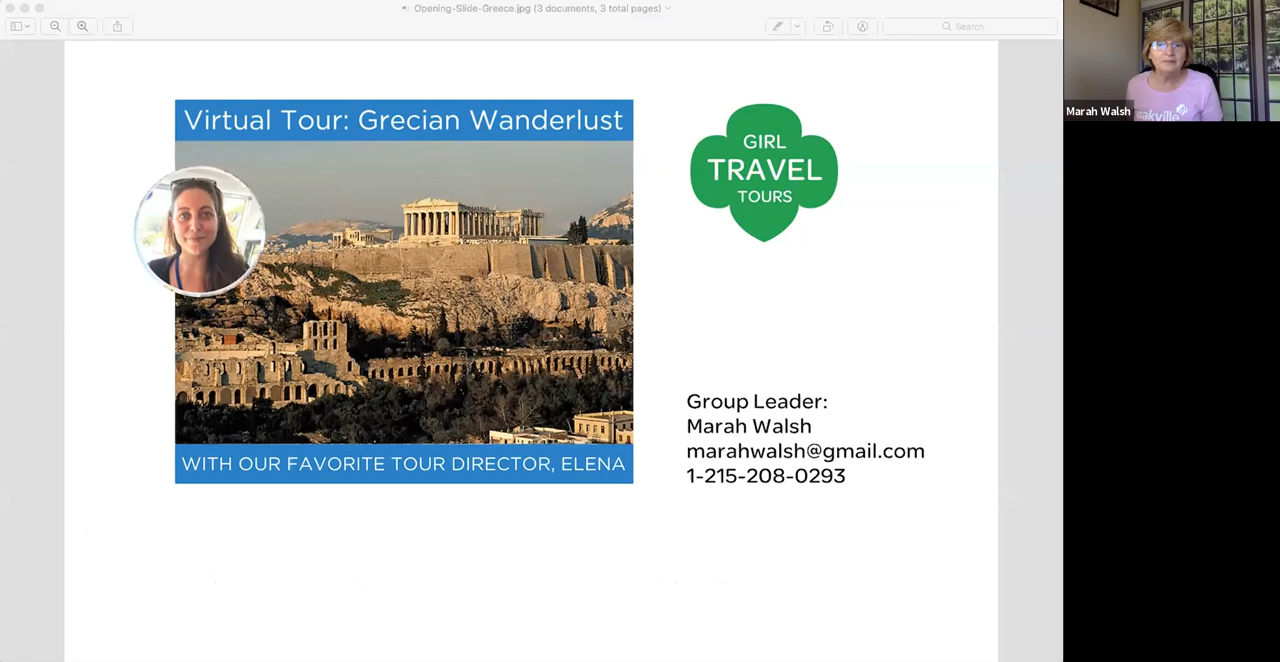 Opening-Slide-Greece.jpg (3 documents, 3 total pages)
Search
Virtual Tour: Grecian Wanderlust
WITH OUR FAVORITE TOUR DIRECTOR, ELENA
GIRL
TRAVEL
TOURS
Group Leader:
Marah Walsh
marahwalsh@gmail.com
1-215-208-0293
Marah Walsh
oakville